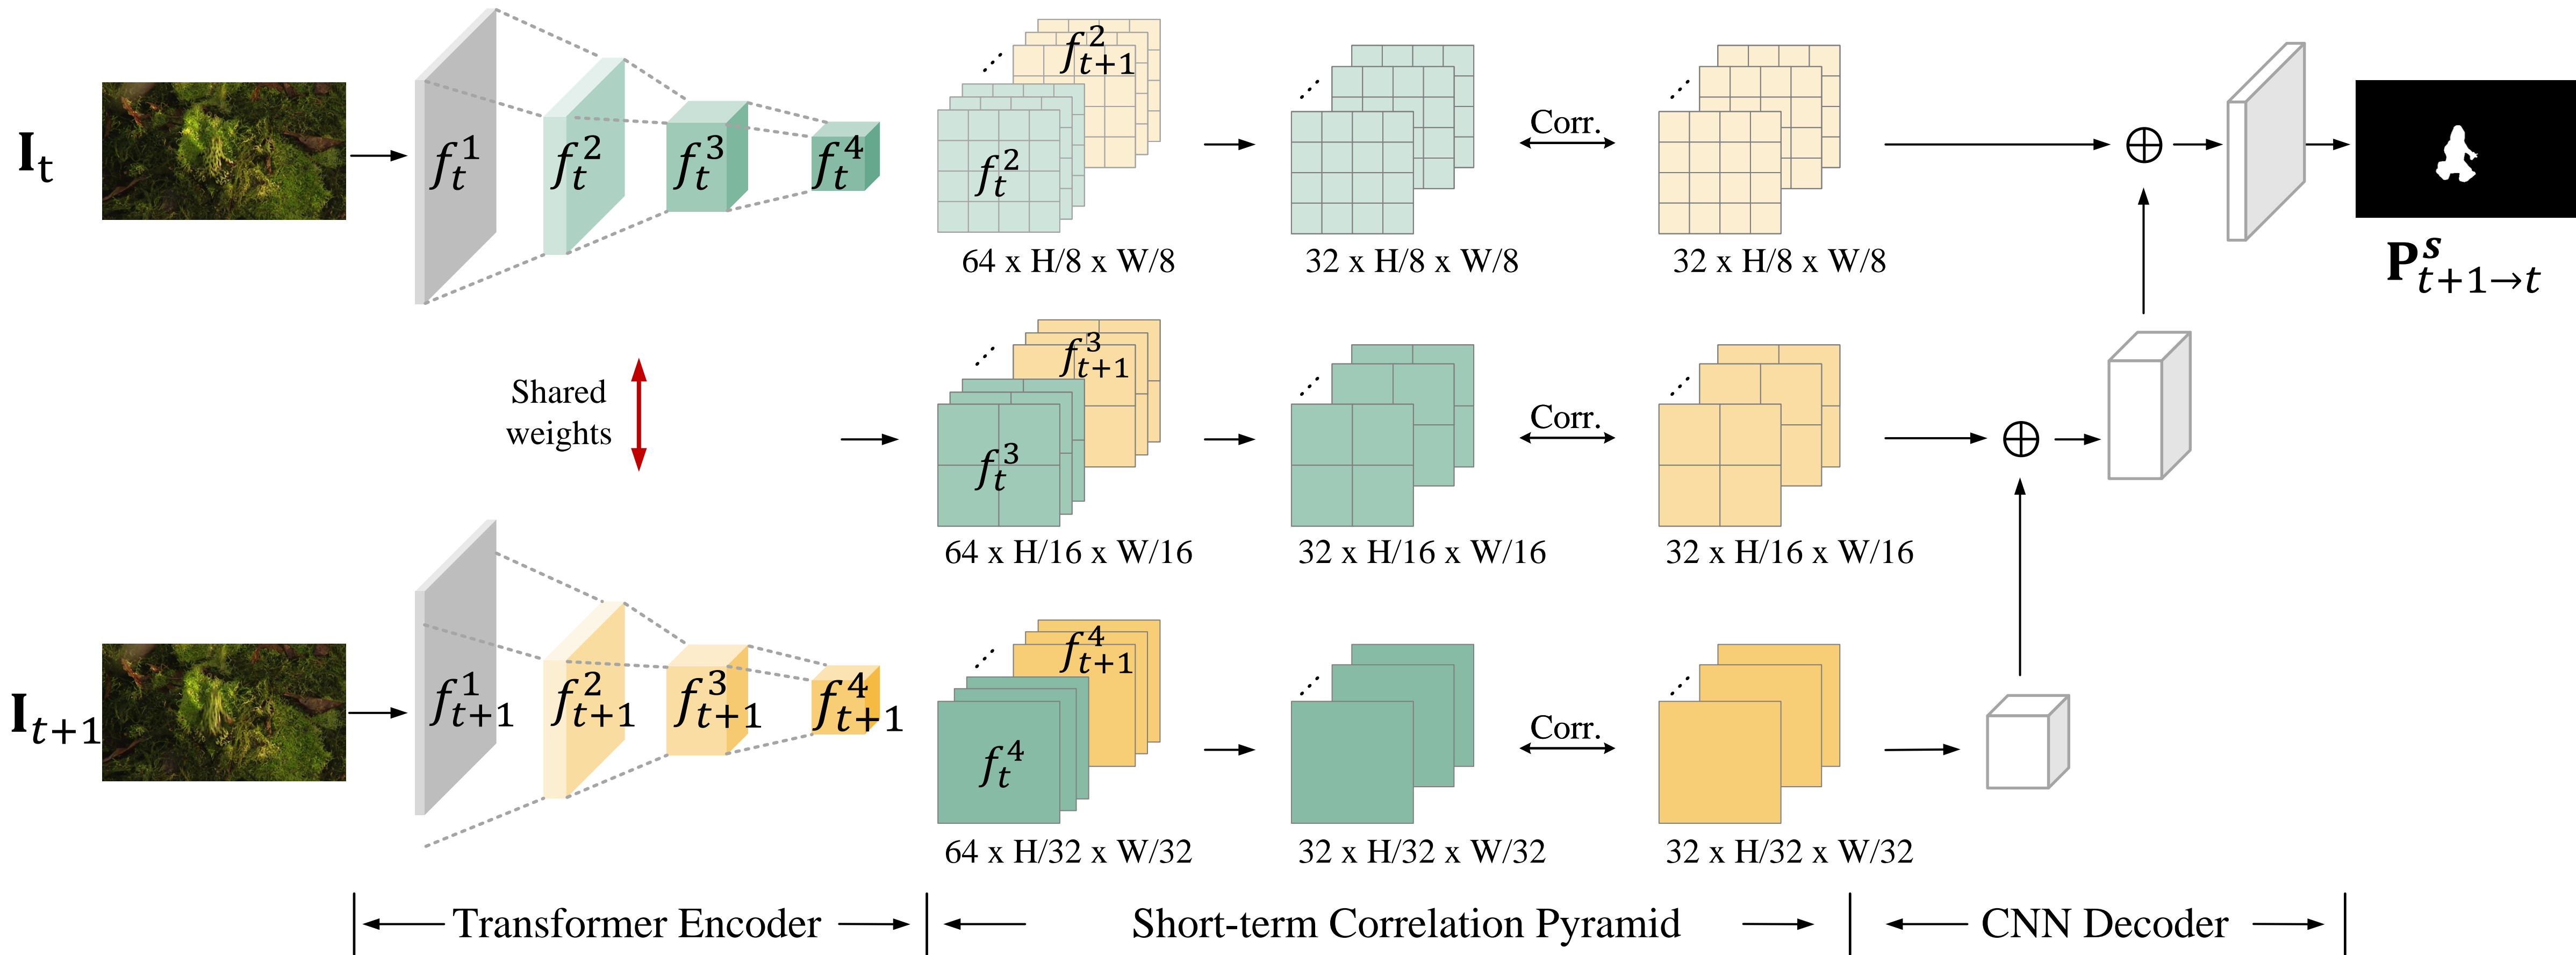 I_t
f_t^1
f_t^2
f_t^3
f_t^4
f_{t+1}^2
f_t^2
64 x H/8 x W/8
32 x H/8 x W/8
Corr.
32 x H/8 x W/8
P^s_{t+1→t}
Shared
weights
f_{t+1}^3
f_t^3
64 x H/16 x W/16
32 x H/16 x W/16
Corr.
32 x H/16 x W/16
I_{t+1}
f_{t+1}^1
f_{t+1}^2
f_{t+1}^3
f_{t+1}^4
f_{t+1}^4
f_t^4
64 x H/32 x W/32
32 x H/32 x W/32
Corr.
32 x H/32 x W/32
Transformer Encoder
Short-term Correlation Pyramid
CNN Decoder